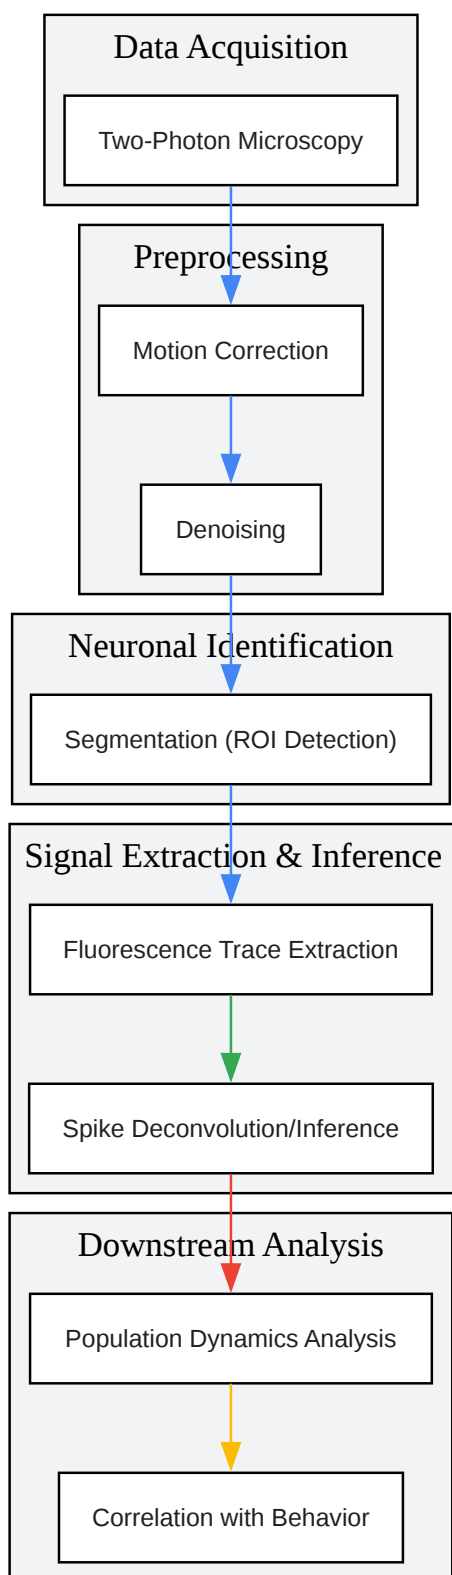 Data Acquisition
Two-Photon Microscopy
Preprocessing
Motion Correction
Denoising
Neuronal Identification
Segmentation (ROI Detection)
Signal Extraction & Inference
Fluorescence Trace Extraction
Spike Deconvolution/Inference
Downstream Analysis
Population Dynamics Analysis
Correlation with Behavior